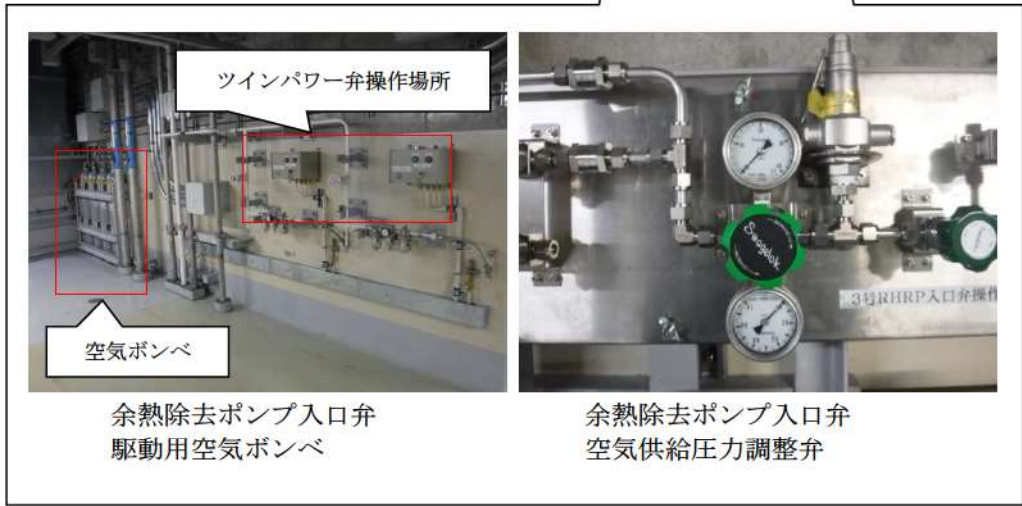 ツインパワー弁操作場所
空気ボンベ
Swagelok
3号RHRP入口弁操作
余熱除去ポンプ入口弁
駆動用空気ボンベ
余熱除去ポンプ入口弁
空気供給圧力調整弁